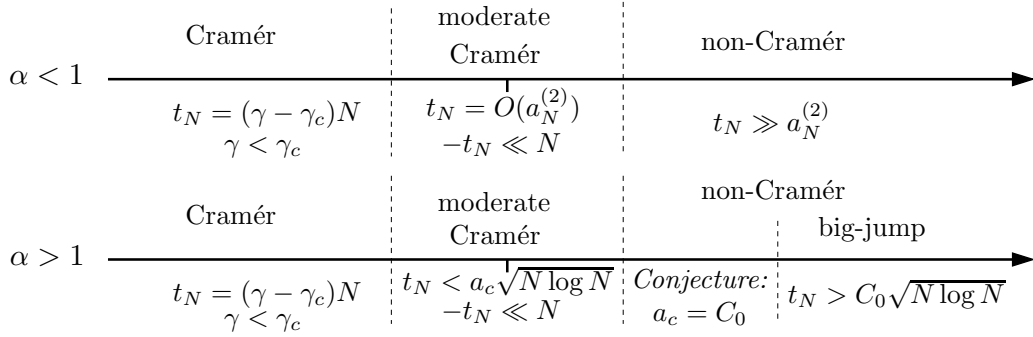 moderate
Cramér
Cramér
non-Cramér
α < 1
t_N = (γ − γ_c)N
γ < γ_c
t_N = O(a_N^{(2)})
−t_N ≪ N
t_N ≫ a_N^{(2)}
non-Cramér
moderate
Cramér
Cramér
big-jump
α > 1
t_N = (γ − γ_c)N
γ < γ_c
t_N < a_c√(N log N)
−t_N ≪ N
Conjecture:
a_c = C_0
t_N > C_0√(N log N)